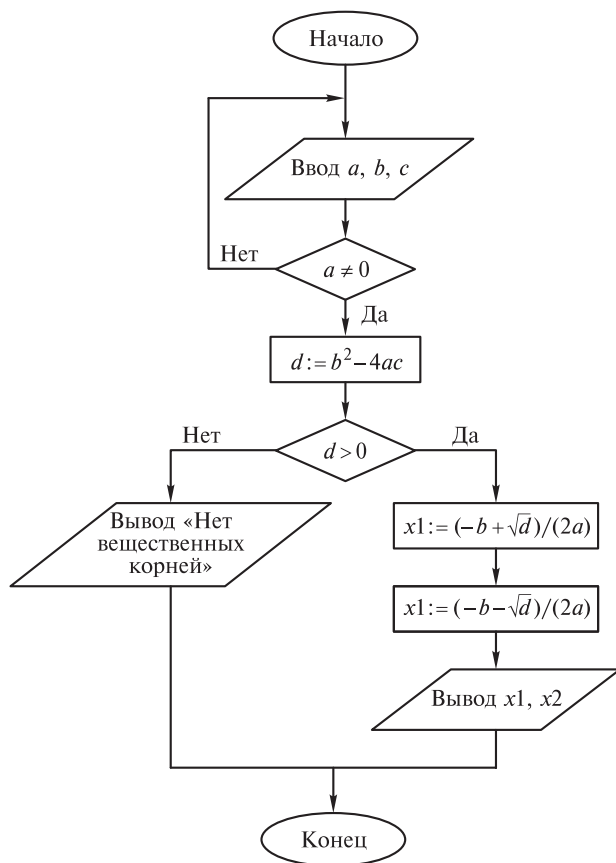 Начало
Ввод a, b, c
Нет
a ≠ 0
Да
d := b² – 4ac
Нет
d > 0
Да
Вывод «Нет
вещественных
корней»
x1 := (–b + √d)/(2a)
x1 := (–b – √d)/(2a)
Вывод x1, x2
Конец